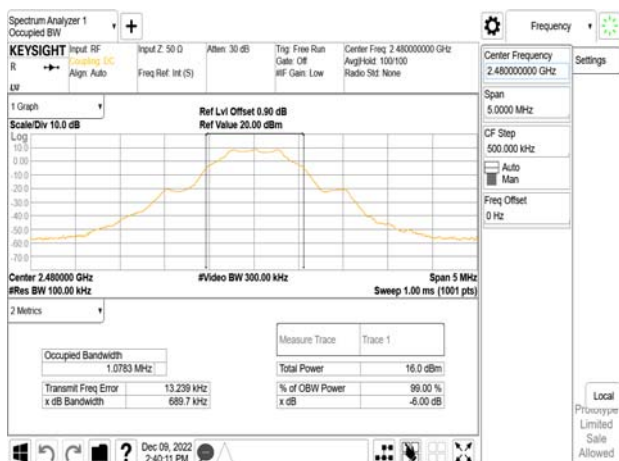 Spectrum Analyzer 1
Occupied BW
+
Frequency
KEYSIGHT Input: RF Input Z: 50 Ω Atten: 30 dB Trig: Free Run Center Freq: 2.480000000 GHz
R Coupling: DC Gate: Off Avg|Hold: 100/100
Align: Auto Freq Ref: Int (S) #IF Gain: Low Radio Std: None
Center Frequency
2.480000000 GHz
Settings
Span
5.0000 MHz
CF Step
500.000 kHz
Auto
Man
Freq Offset
0 Hz
1 Graph
Scale/Div 10.0 dB
Ref Lvl Offset 0.90 dB
Ref Value 20.00 dBm
Log
10.0
0.00
-10.0
-20.0
-30.0
-40.0
-50.0
-60.0
-70.0
Center 2.480000 GHz #Video BW 300.00 kHz Span 5 MHz
#Res BW 100.00 kHz Sweep 1.00 ms (1001 pts)
2 Metrics
Measure Trace Trace 1
Occupied Bandwidth
1.0783 MHz
Total Power 16.0 dBm
Transmit Freq Error 13.239 kHz % of OBW Power 99.00 %
x dB Bandwidth 689.7 kHz x dB -6.00 dB
Local
Prototype
Limited
Sale
Allowed
?
Dec 09, 2022
2:40:11 PM